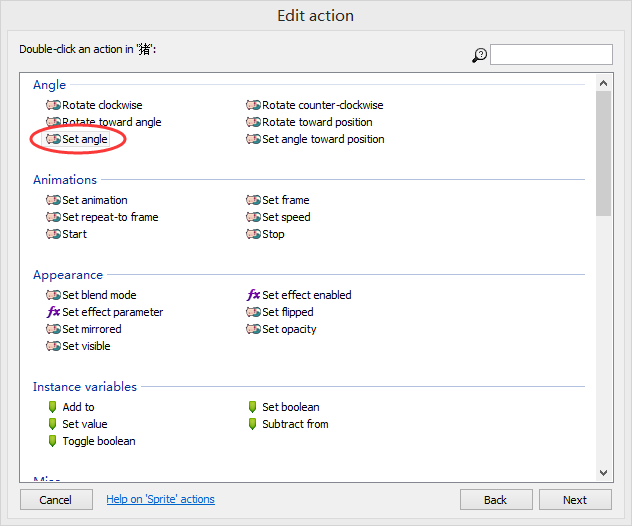 Edit action
Double-click an action in '猪':
Angle
Rotate clockwise Rotate counter-clockwise
Rotate toward angle Rotate toward position
Set angle Set angle toward position
Animations
Set animation Set frame
Set repeat-to frame Set speed
Start Stop
Appearance
Set blend mode fx Set effect enabled
fx Set effect parameter Set flipped
Set mirrored Set opacity
Set visible
Instance variables
Add to Set boolean
Set value Subtract from
Toggle boolean
Misc
Cancel Help on 'Sprite' actions Back Next